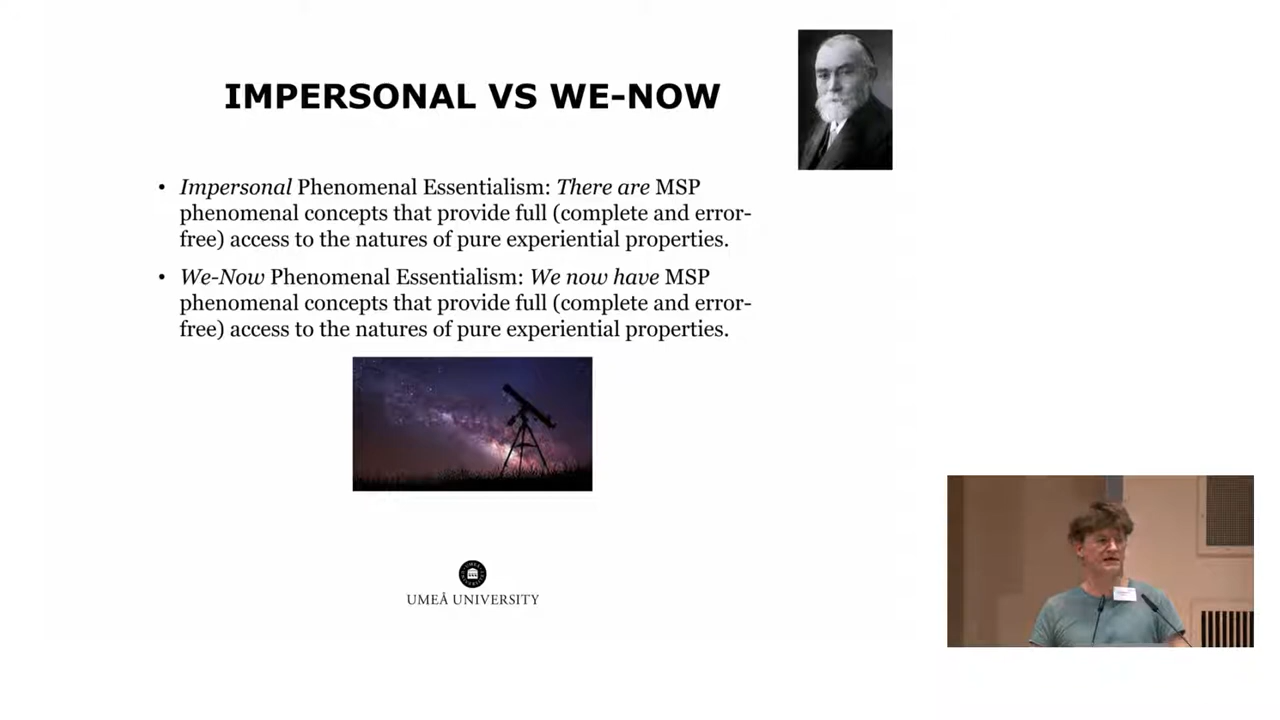 IMPERSONAL VS WE-NOW
• Impersonal Phenomenal Essentialism: There are MSP
phenomenal concepts that provide full (complete and error-
free) access to the natures of pure experiential properties.
• We-Now Phenomenal Essentialism: We now have MSP
phenomenal concepts that provide full (complete and error-
free) access to the natures of pure experiential properties.
UMEÅ UNIVERSITY